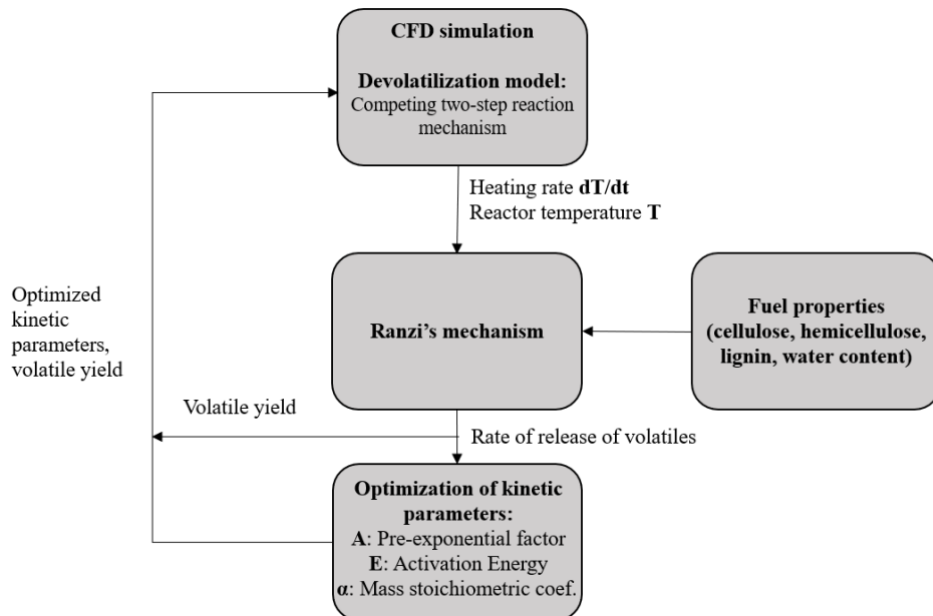 CFD simulation
Devolatilization model:
Competing two-step reaction
mechanism
Heating rate dT/dt
Reactor temperature T
Optimized
kinetic
parameters,
volatile yield
Ranzi's mechanism
Fuel properties
(cellulose, hemicellulose,
lignin, water content)
Volatile yield
Rate of release of volatiles
Optimization of kinetic
parameters:
A: Pre-exponential factor
E: Activation Energy
α: Mass stoichiometric coef.